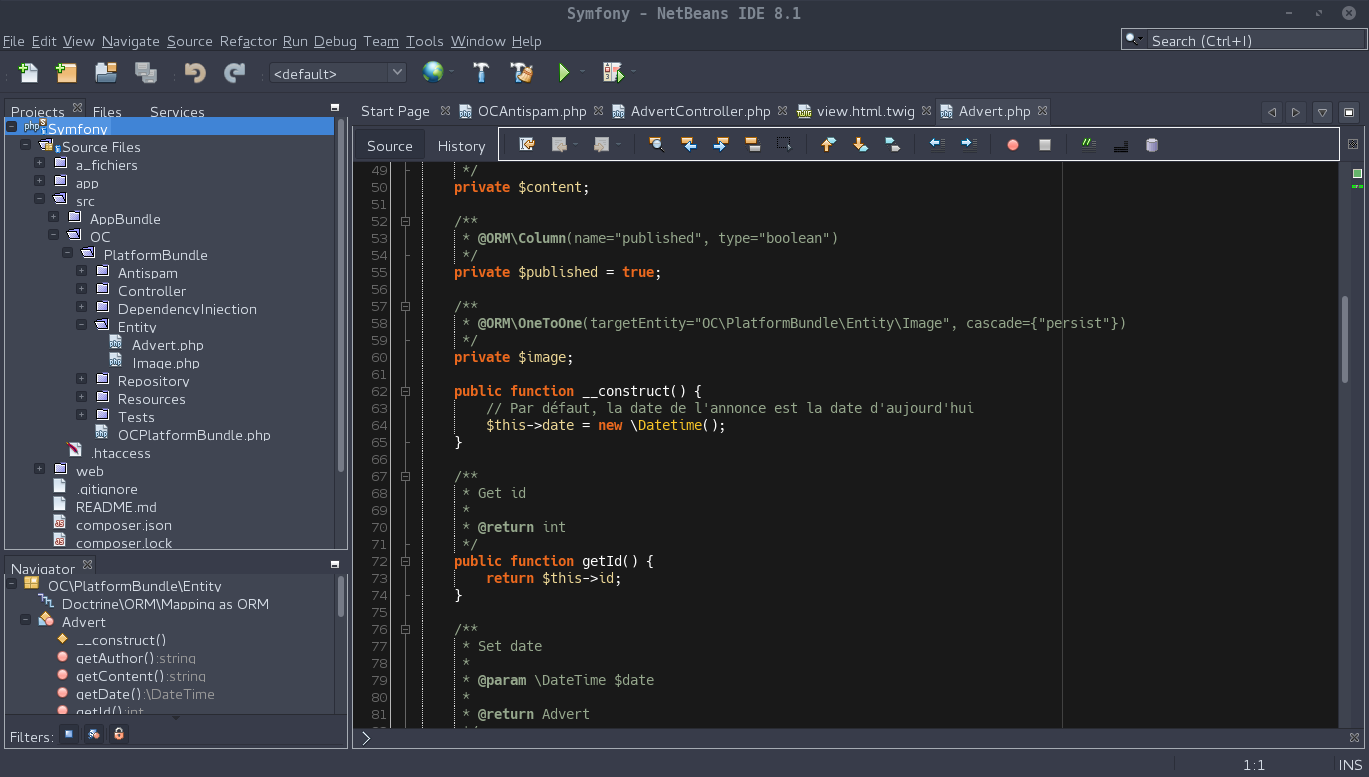 Symfony - NetBeans IDE 8.1
File Edit View Navigate Source Refactor Run Debug Team Tools Window Help
Search (Ctrl+I)
<default>
Projects Files Services
Symfony
Source Files
a_fichiers
app
src
AppBundle
OC
PlatformBundle
Antispam
Controller
DependencyInjection
Entity
Advert.php
Image.php
Repository
Resources
Tests
OCPlatformBundle.php
.htaccess
web
.gitignore
README.md
composer.json
composer.lock
Navigator
OC\PlatformBundle\Entity
Doctrine\ORM\Mapping as ORM
Advert
__construct()
getAuthor():string
getContent():string
getDate():\DateTime
getId():int
Filters:
Start Page OCAntispam.php AdvertController.php view.html.twig Advert.php
Source History
49 */
50 private $content;
51
52 /**
53 * @ORM\Column(name="published", type="boolean")
54 */
55 private $published = true;
56
57 /**
58 * @ORM\OneToOne(targetEntity="OC\PlatformBundle\Entity\Image", cascade={"persist"})
59 */
60 private $image;
61
62 public function __construct() {
63 // Par défaut, la date de l'annonce est la date d'aujourd'hui
64 $this->date = new \Datetime();
65 }
66
67 /**
68 * Get id
69 *
70 * @return int
71 */
72 public function getId() {
73 return $this->id;
74 }
75
76 /**
77 * Set date
78 *
79 * @param \DateTime $date
80 *
81 * @return Advert
1:1 INS